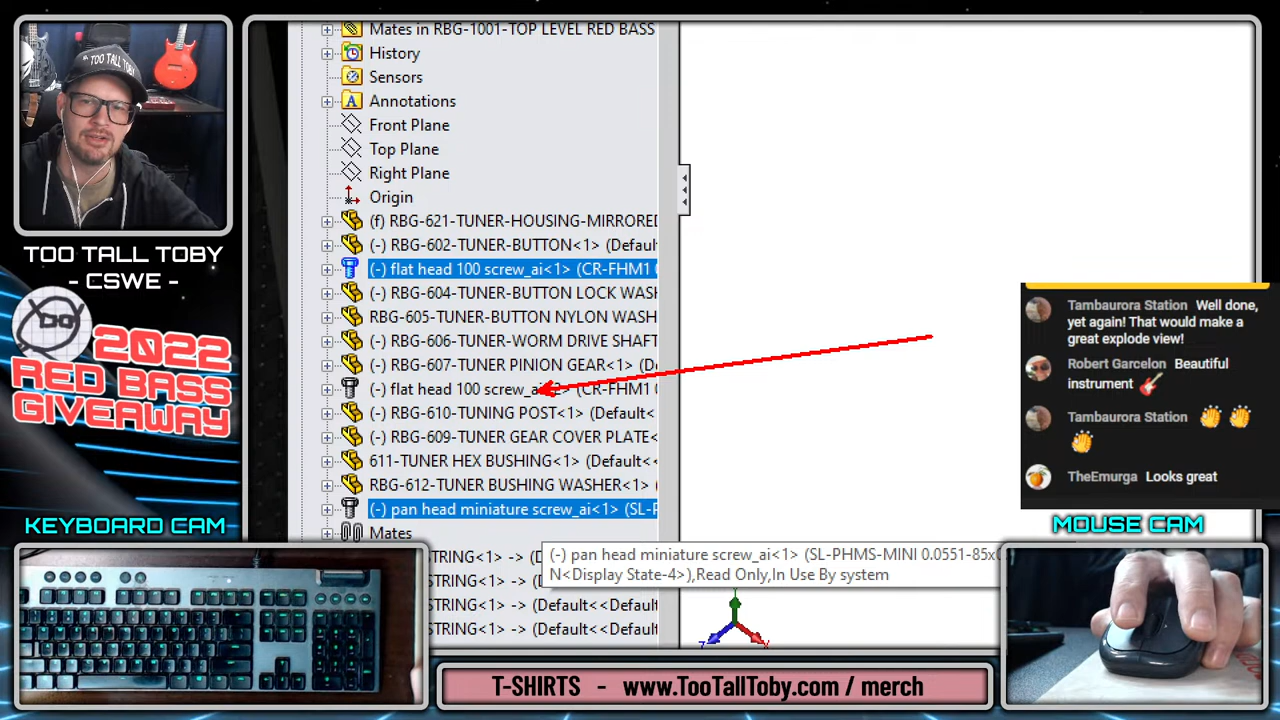 TOO TALL TOBY
TOO TALL TOBY
- CSWE -
2022
RED BASS
GIVEAWAY
KEYBOARD CAM
Mates in RBG-1001-TOP LEVEL RED BASS
History
Sensors
Annotations
Front Plane
Top Plane
Right Plane
Origin
(f) RBG-621-TUNER-HOUSING-MIRRORED
(-) RBG-602-TUNER-BUTTON<1> (Defaul
(-) flat head 100 screw_ai<1> (CR-FHM1
(-) RBG-604-TUNER-BUTTON LOCK WASH
RBG-605-TUNER-BUTTON NYLON WASH
(-) RBG-606-TUNER-WORM DRIVE SHAFT
(-) RBG-607-TUNER PINION GEAR<1> (De
(-) flat head 100 screw_ai (CR-FHM1
(-) RBG-610-TUNING POST<1> (Default<
(-) RBG-609-TUNER GEAR COVER PLATE<
611-TUNER HEX BUSHING<1> (Default<
RBG-612-TUNER BUSHING WASHER<1> (
(-) pan head miniature screw_ai<1> (SL-P
Mates
STRING<1> -> (D
STRING<1> -> (
STRING<1> -> (Default<<Default
STRING<1> -> (Default<<Default
(-) pan head miniature screw_ai<1> (SL-PHMS-MINI 0.0551-85x0
N<Display State-4>),Read Only,In Use By system
Tambaurora Station Well done,
yet again! That would make a
great explode view!
Robert Garcelon Beautiful
instrument
Tambaurora Station
TheEmurga Looks great
MOUSE CAM
T-SHIRTS - www.TooTallToby.com / merch